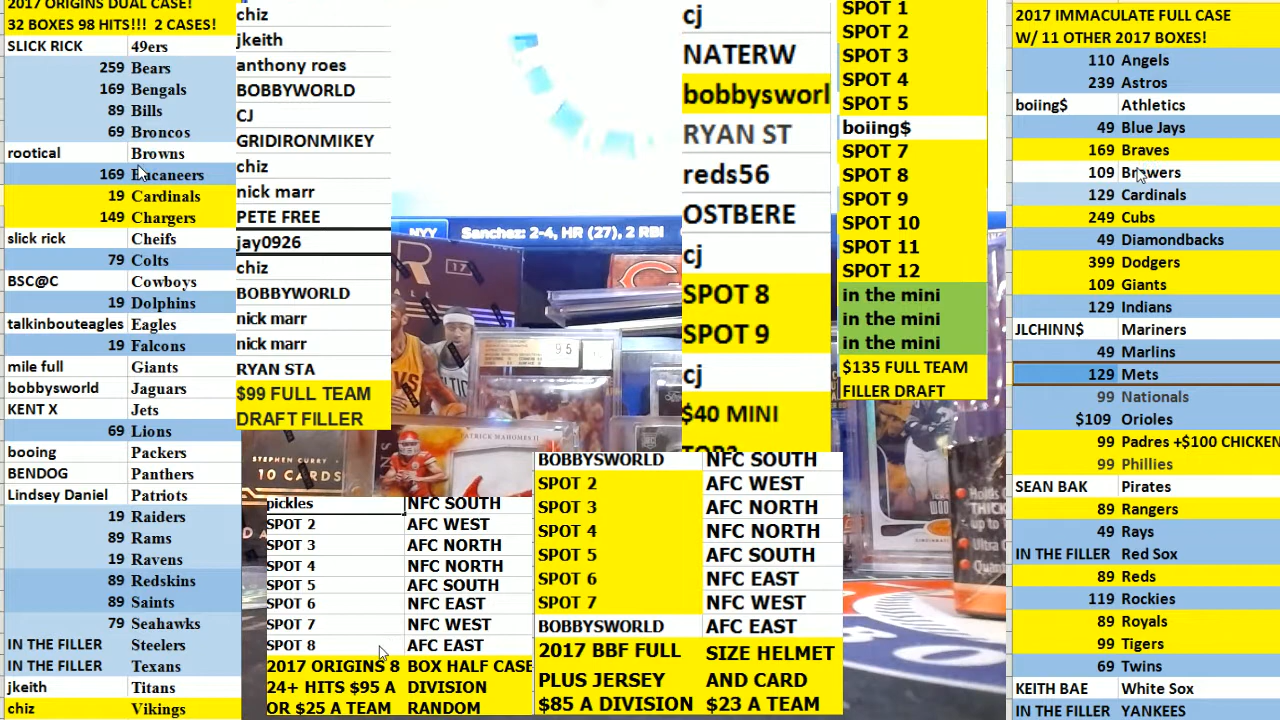 2017 ORIGINS DUAL CASE!
32 BOXES 98 HITS!!! 2 CASES!
SLICK RICK 49ers
259 Bears
169 Bengals
89 Bills
69 Broncos
rootical Browns
169 Bucaneers
19 Cardinals
149 Chargers
slick rick Cheifs
79 Colts
BSC@C Cowboys
19 Dolphins
talkinbouteagles Eagles
19 Falcons
mile full Giants
bobbysworld Jaguars
KENT X Jets
69 Lions
booing Packers
BENDOG Panthers
Lindsey Daniel Patriots
19 Raiders
89 Rams
19 Ravens
89 Redskins
89 Saints
79 Seahawks
IN THE FILLER Steelers
IN THE FILLER Texans
jkeith Titans
chiz Vikings
chiz
jkeith
anthony roes
BOBBYWORLD
CJ
GRIDIRONMIKEY
chiz
nick marr
PETE FREE
jay0926
chiz
BOBBYWORLD
nick marr
nick marr
RYAN STA
$99 FULL TEAM
DRAFT FILLER
NYY Sanchez: 2-4, HR (27), 2 RBI
17
9.5
PATRICK MAHOMES II
STEPHEN CURRY
10 CARDS
pickles NFC SOUTH
SPOT 2 AFC WEST
SPOT 3 AFC NORTH
SPOT 4 NFC NORTH
SPOT 5 AFC SOUTH
SPOT 6 NFC EAST
SPOT 7 NFC WEST
SPOT 8 AFC EAST
2017 ORIGINS 8 BOX HALF CASE
24+ HITS $95 A DIVISION
OR $25 A TEAM RANDOM
cj
NATERW
bobbysworl
RYAN ST
reds56
OSTBERE
cj
SPOT 8
SPOT 9
cj
$40 MINI
BOBBYSWORLD NFC SOUTH
SPOT 2 AFC WEST
SPOT 3 AFC NORTH
SPOT 4 NFC NORTH
SPOT 5 AFC SOUTH
SPOT 6 NFC EAST
SPOT 7 NFC WEST
BOBBYSWORLD AFC EAST
2017 BBF FULL SIZE HELMET
PLUS JERSEY AND CARD
$85 A DIVISION $23 A TEAM
SPOT 1
SPOT 2
SPOT 3
SPOT 4
SPOT 5
boiing$
SPOT 7
SPOT 8
SPOT 9
SPOT 10
SPOT 11
SPOT 12
in the mini
in the mini
in the mini
$135 FULL TEAM
FILLER DRAFT
2017 IMMACULATE FULL CASE
W/ 11 OTHER 2017 BOXES!
110 Angels
239 Astros
boiing$ Athletics
49 Blue Jays
169 Braves
109 Brewers
129 Cardinals
249 Cubs
49 Diamondbacks
399 Dodgers
109 Giants
129 Indians
JLCHINN$ Mariners
49 Marlins
129 Mets
99 Nationals
$109 Orioles
99 Padres +$100 CHICKEN
99 Phillies
SEAN BAK Pirates
89 Rangers
49 Rays
IN THE FILLER Red Sox
89 Reds
119 Rockies
89 Royals
99 Tigers
69 Twins
KEITH BAE White Sox
IN THE FILLER YANKEES